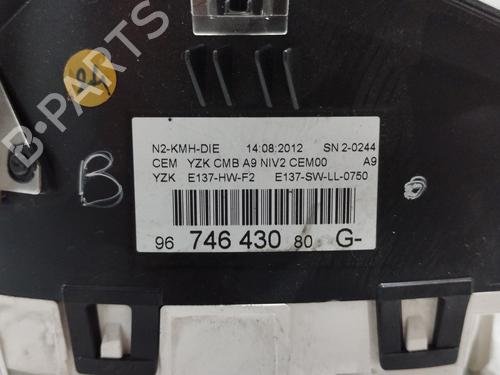 B-PARTS
N2-KMH-DIE 14:08:2012 SN 2-0244
CEM YZK CMB A9 NIV2 CEM00 A9
YZK E137-HW-F2 E137-SW-LL-0750
96 746 430 80 G-
B